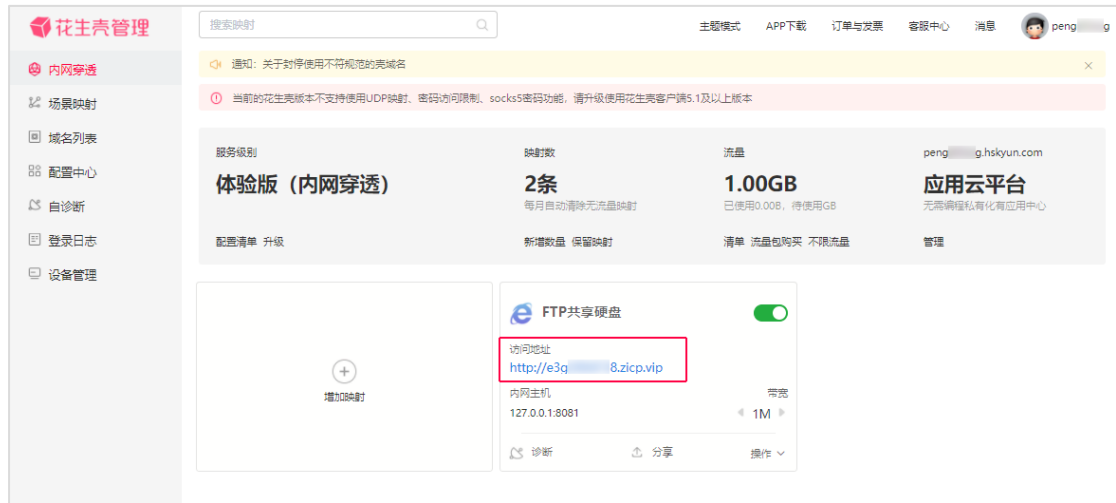 花生壳管理
搜索映射
主题模式 APP下载 订单与发票 客服中心 消息 peng g
内网穿透
场景映射
域名列表
配置中心
自诊断
登录日志
设备管理
通知：关于封停使用不符规范的壳域名
当前的花生壳版本不支持使用UDP映射、密码访问限制、socks5密码功能，请升级使用花生壳客户端5.1及以上版本
服务级别 映射数 流量 peng g.hskyun.com
体验版（内网穿透） 2条 1.00GB 应用云平台
每月自动清除无流量映射 已使用0.00B，待使用GB 无需编程私有化有应用中心
配置清单 升级 新增数量 保留映射 清单 流量包购买 不限流量 管理
增加映射
FTP共享硬盘
访问地址
http://e3q 8.zicp.vip
内网主机 带宽
127.0.0.1:8081 1M
诊断 分享 操作